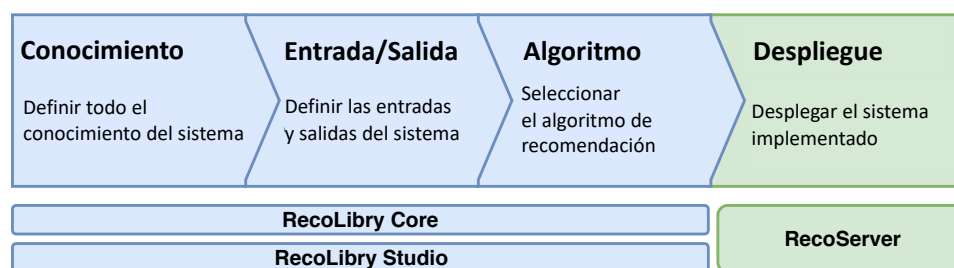 Conocimiento
Definir todo el
conocimiento del sistema
Entrada/Salida
Definir las entradas
y salidas del sistema
Algoritmo
Seleccionar
el algoritmo de
recomendación
Despliegue
Desplegar el sistema
implementado
RecoLibry Core
RecoLibry Studio
RecoServer